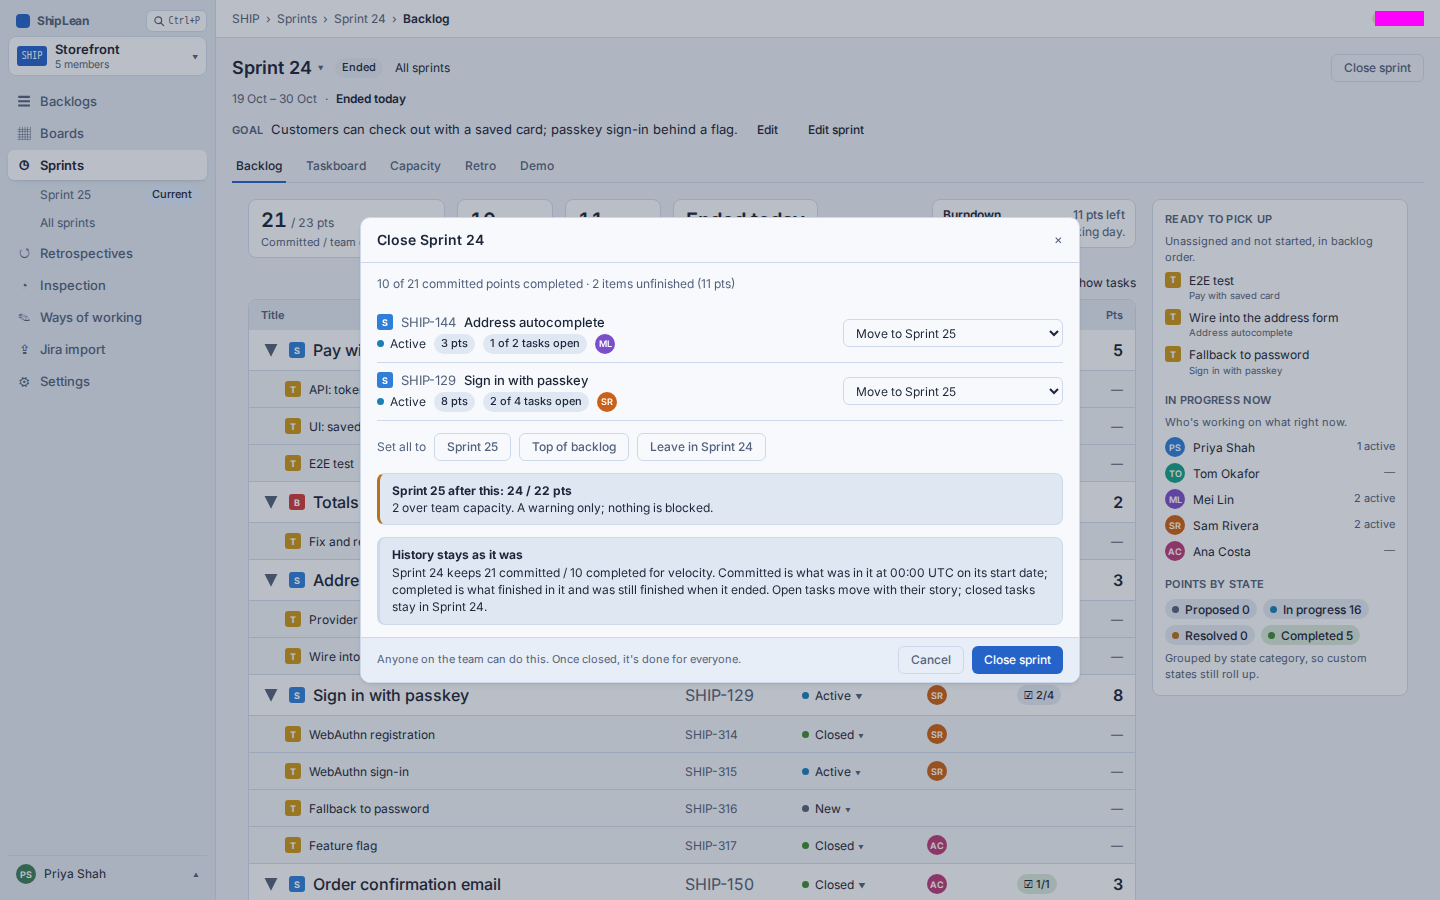 ShipLean
Ctrl+P
SHIP
Storefront
5 members
Backlogs
Boards
Sprints
Sprint 25 Current
All sprints
Retrospectives
Inspection
Ways of working
Jira import
Settings
PS Priya Shah
SHIP › Sprints › Sprint 24 › Backlog
Sprint 24 Ended All sprints
Close sprint
19 Oct – 30 Oct · Ended today
GOAL Customers can check out with a saved card; passkey sign-in behind a flag. Edit Edit sprint
Backlog Taskboard Capacity Retro Demo
21 / 23 pts
Committed / team
10
11
Ended today
Burndown 11 pts left
king day.
how tasks
Title Pts
S Pay wi 5
T API: toke —
T UI: saved —
T E2E test —
B Totals 2
T Fix and re —
S Addre 3
T Provider —
T Wire into —
S Sign in with passkey SHIP-129 Active SR 2/4 8
T WebAuthn registration SHIP-314 Closed SR —
T WebAuthn sign-in SHIP-315 Active SR —
T Fallback to password SHIP-316 New —
T Feature flag SHIP-317 Closed AC —
S Order confirmation email SHIP-150 Closed AC 1/1 3
Close Sprint 24 ×
10 of 21 committed points completed · 2 items unfinished (11 pts)
S SHIP-144 Address autocomplete
Active 3 pts 1 of 2 tasks open ML
Move to Sprint 25
S SHIP-129 Sign in with passkey
Active 8 pts 2 of 4 tasks open SR
Move to Sprint 25
Set all to Sprint 25 Top of backlog Leave in Sprint 24
Sprint 25 after this: 24 / 22 pts
2 over team capacity. A warning only; nothing is blocked.
History stays as it was
Sprint 24 keeps 21 committed / 10 completed for velocity. Committed is what was in it at 00:00 UTC on its start date;
completed is what finished in it and was still finished when it ended. Open tasks move with their story; closed tasks
stay in Sprint 24.
Anyone on the team can do this. Once closed, it's done for everyone.
Cancel Close sprint
READY TO PICK UP
Unassigned and not started, in backlog
order.
T E2E test
Pay with saved card
T Wire into the address form
Address autocomplete
T Fallback to password
Sign in with passkey
IN PROGRESS NOW
Who's working on what right now.
PS Priya Shah 1 active
TO Tom Okafor —
ML Mei Lin 2 active
SR Sam Rivera 2 active
AC Ana Costa —
POINTS BY STATE
Proposed 0 In progress 16
Resolved 0 Completed 5
Grouped by state category, so custom
states still roll up.